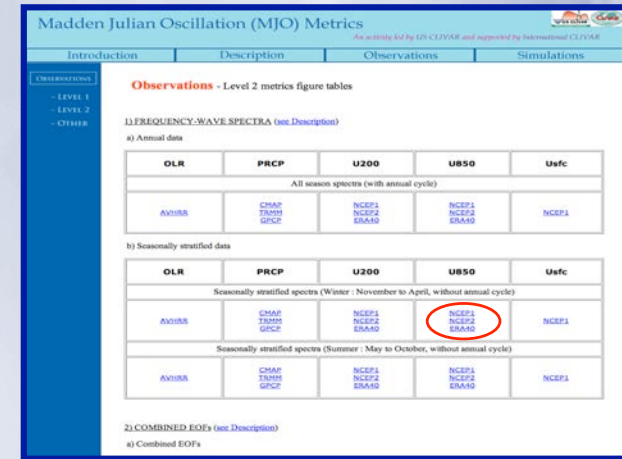 Madden Julian Oscillation (MJO) Metrics
An activity led by US CLIVAR and supported by International CLIVAR
Introduction Description Observations Simulations
OBSERVATIONS
- LEVEL 1
- LEVEL 2
- OTHER
Observations - Level 2 metrics figure tables
1) FREQUENCY-WAVE SPECTRA (see Description)
a) Annual data
OLR PRCP U200 U850 Usfc
All season sptectra (with annual cycle)
AVHRR CMAP NCEP1 NCEP1 NCEP1
TRMM NCEP2 NCEP2
GPCP ERA40 ERA40
b) Seasonally stratified data
OLR PRCP U200 U850 Usfc
Seasonally stratified spectra (Winter : November to April, without annual cycle)
AVHRR CMAP NCEP1 NCEP1 NCEP1
TRMM NCEP2 NCEP2
GPCP ERA40 ERA40
Seasonally stratified spectra (Summer : May to October, without annual cycle)
AVHRR CMAP NCEP1 NCEP1 NCEP1
TRMM NCEP2 NCEP2
GPCP ERA40 ERA40
2) COMBINED EOFs (see Description)
a) Combined EOFs